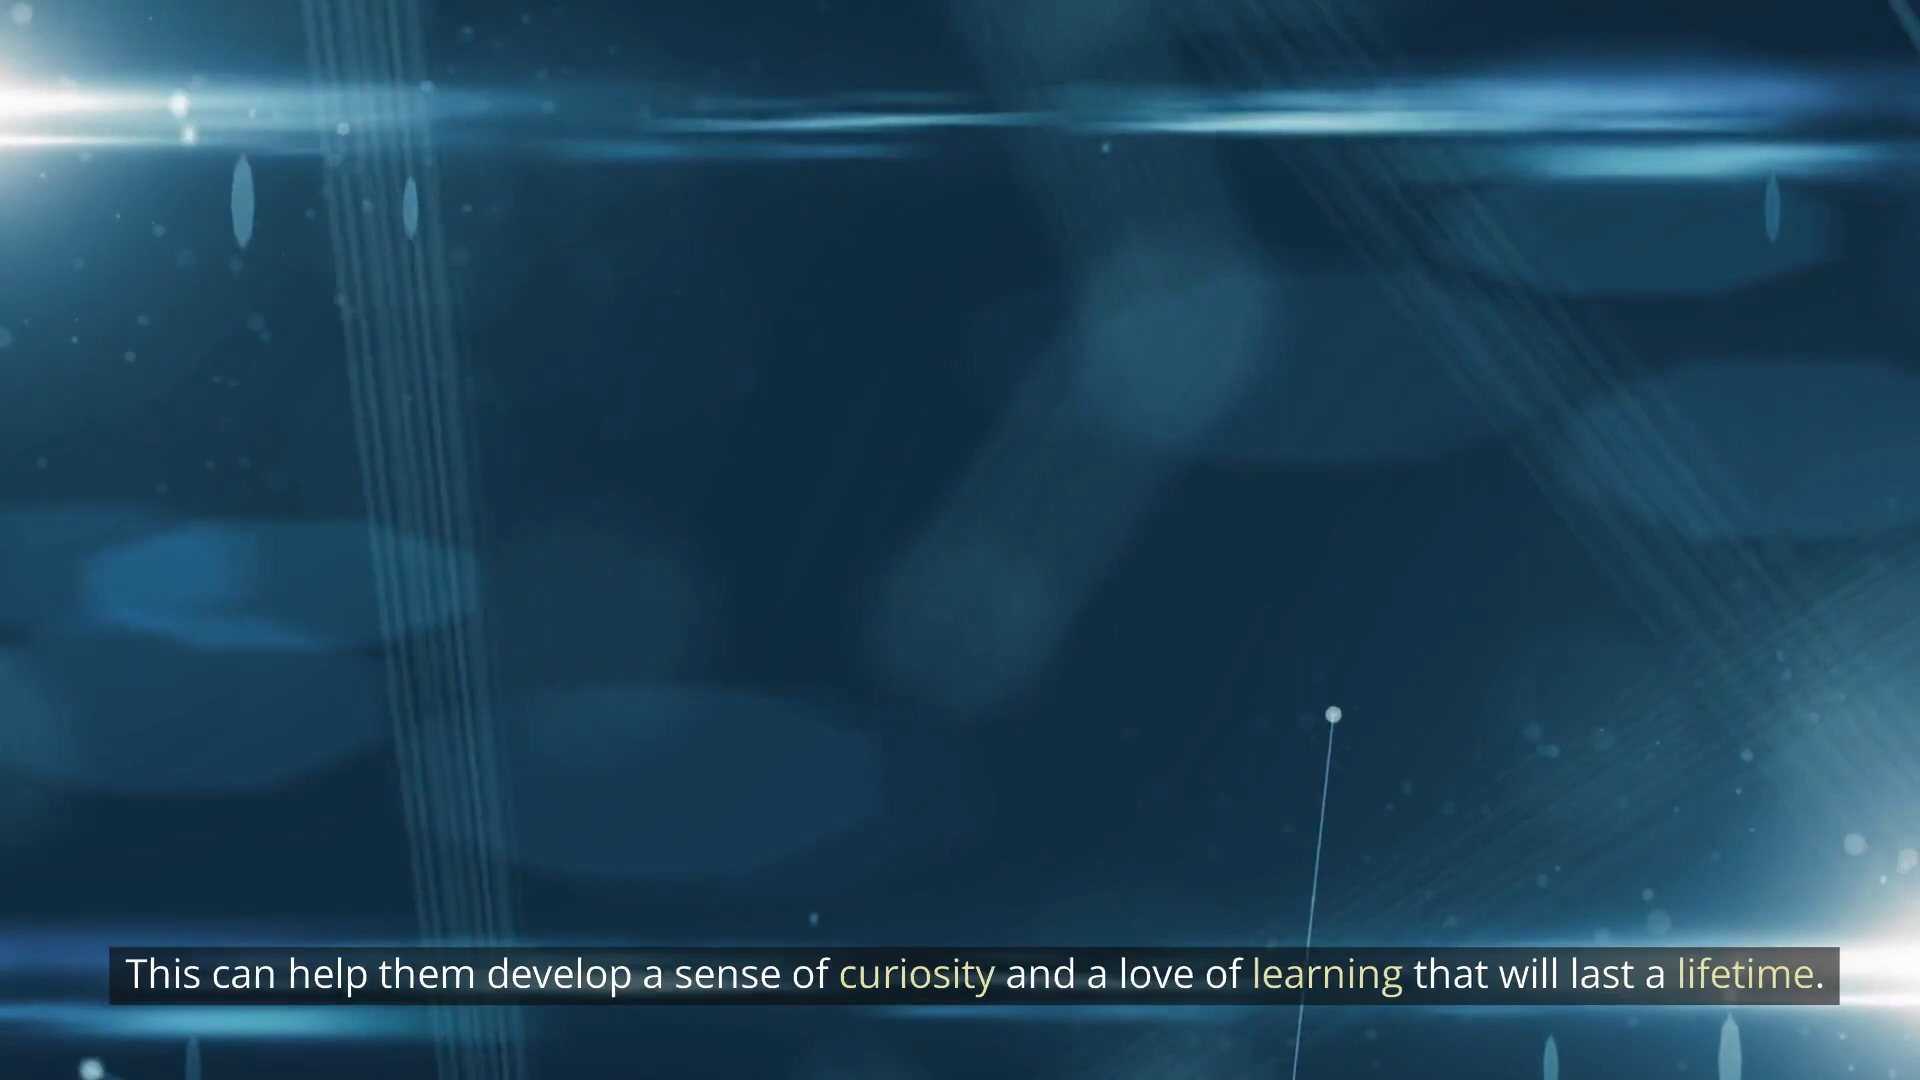 This can help them develop a sense of curiosity and a love of learning that will last a lifetime.